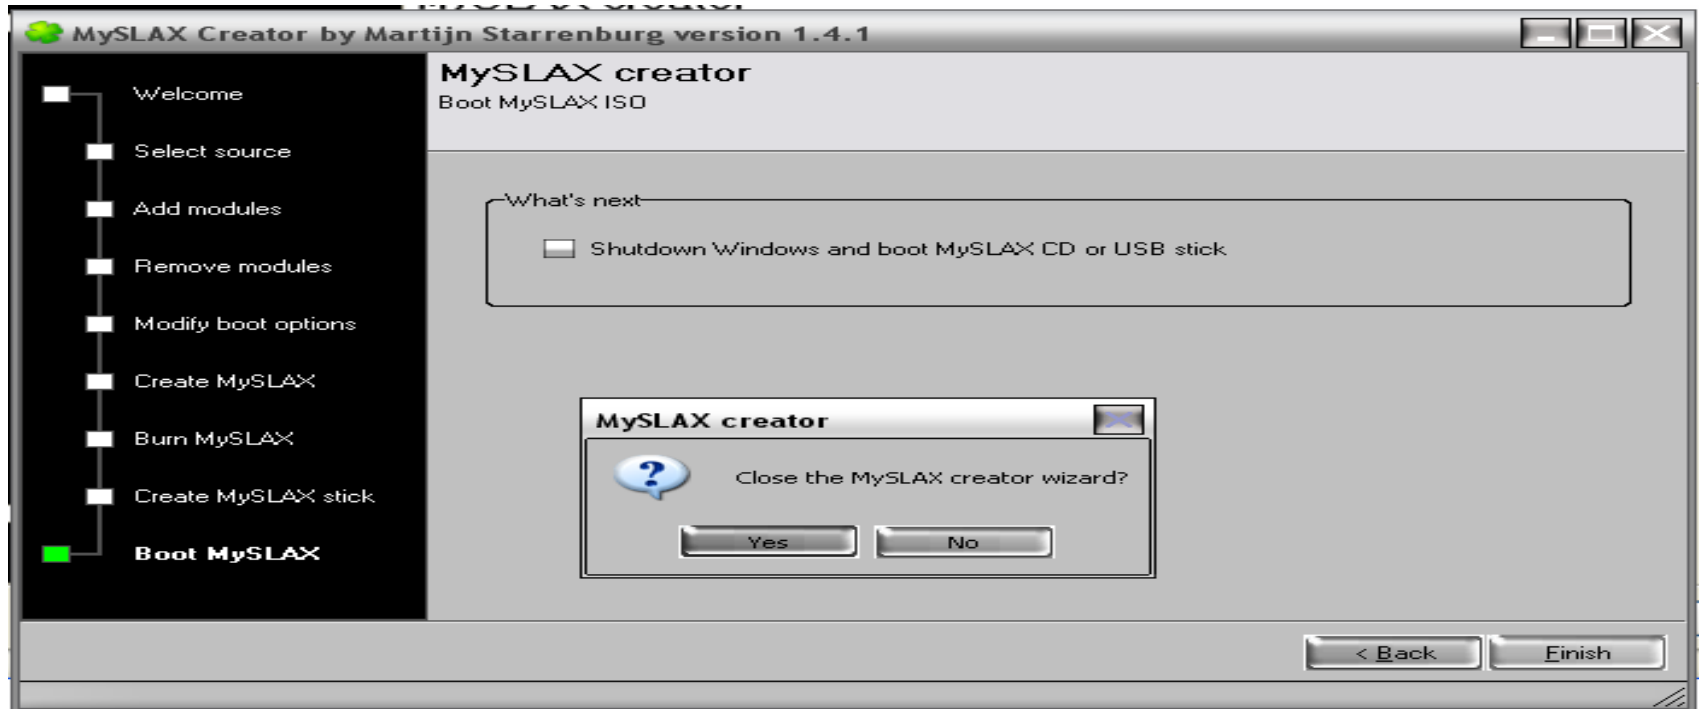 MySLAX creator
MySLAX Creator by Martijn Starrenburg version 1.4.1
Welcome
Select source
Add modules
Remove modules
Modify boot options
Create MySLAX
Burn MySLAX
Create MySLAX stick
Boot MySLAX
MySLAX creator
Boot MySLAX ISO
What's next
Shutdown Windows and boot MySLAX CD or USB stick
MySLAX creator
Close the MySLAX creator wizard?
Yes
No
< Back
Finish